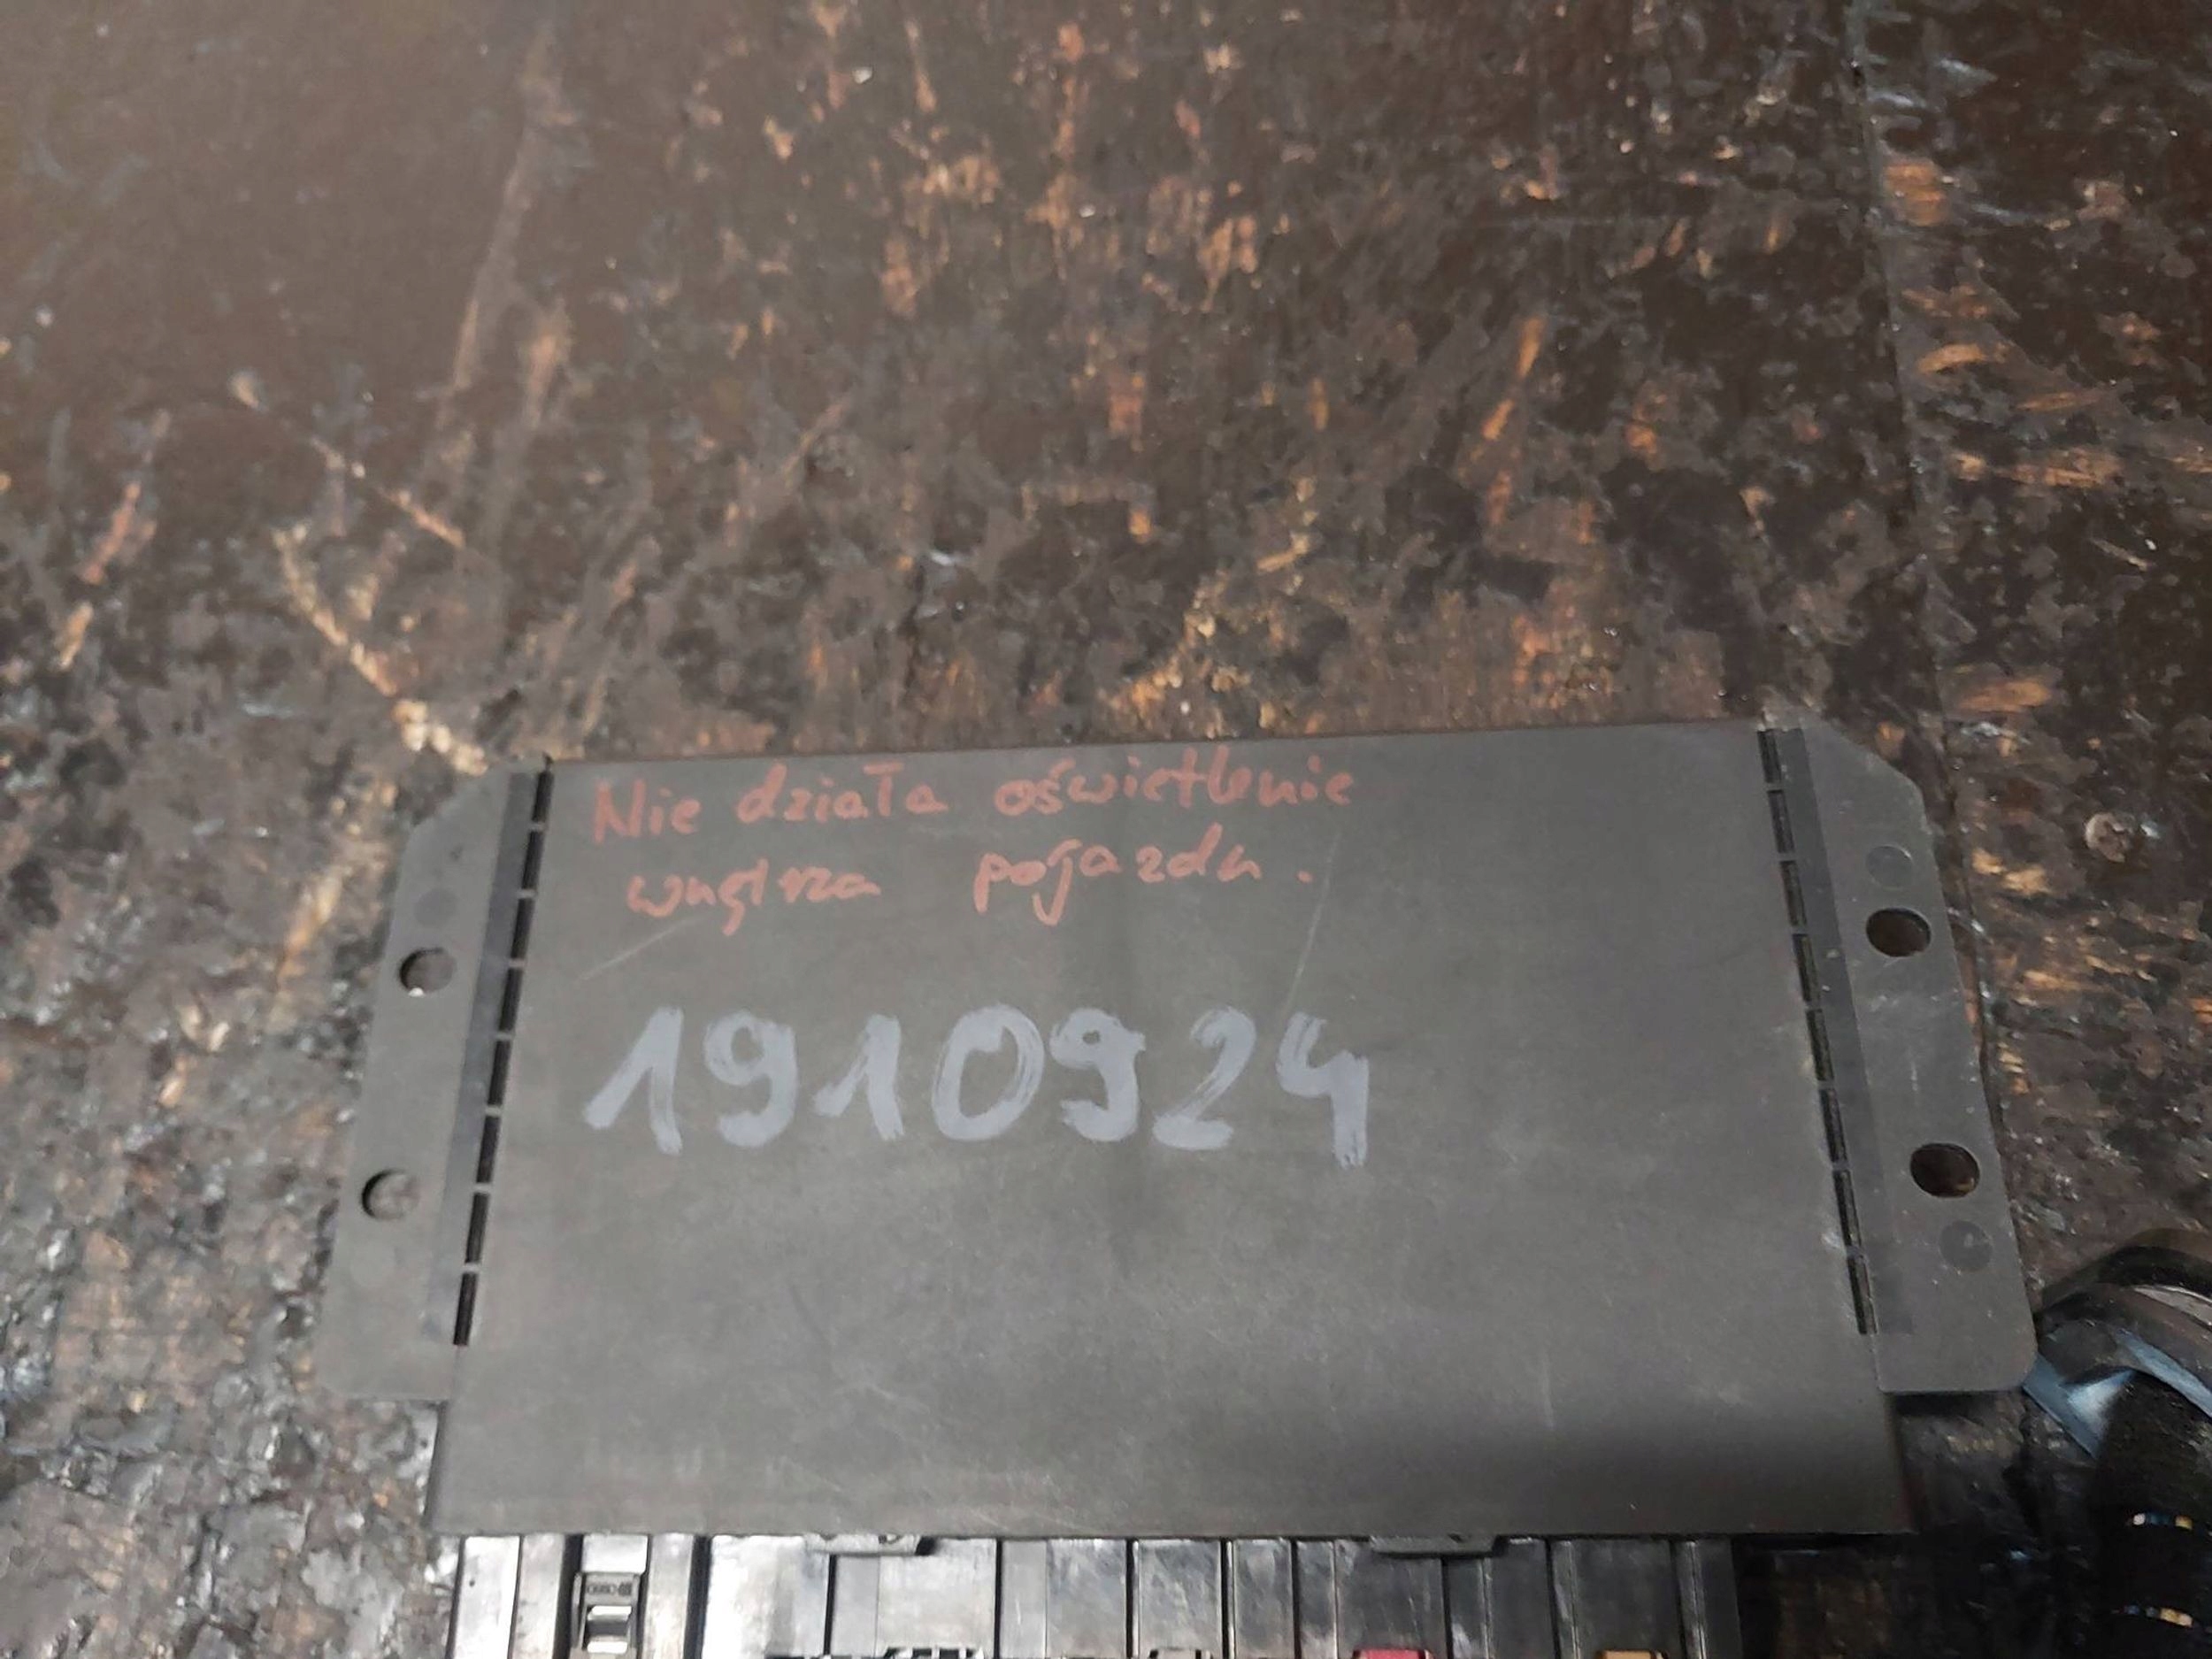 Nie działa oświetlenie
wnętrza pojazdu.
1910924